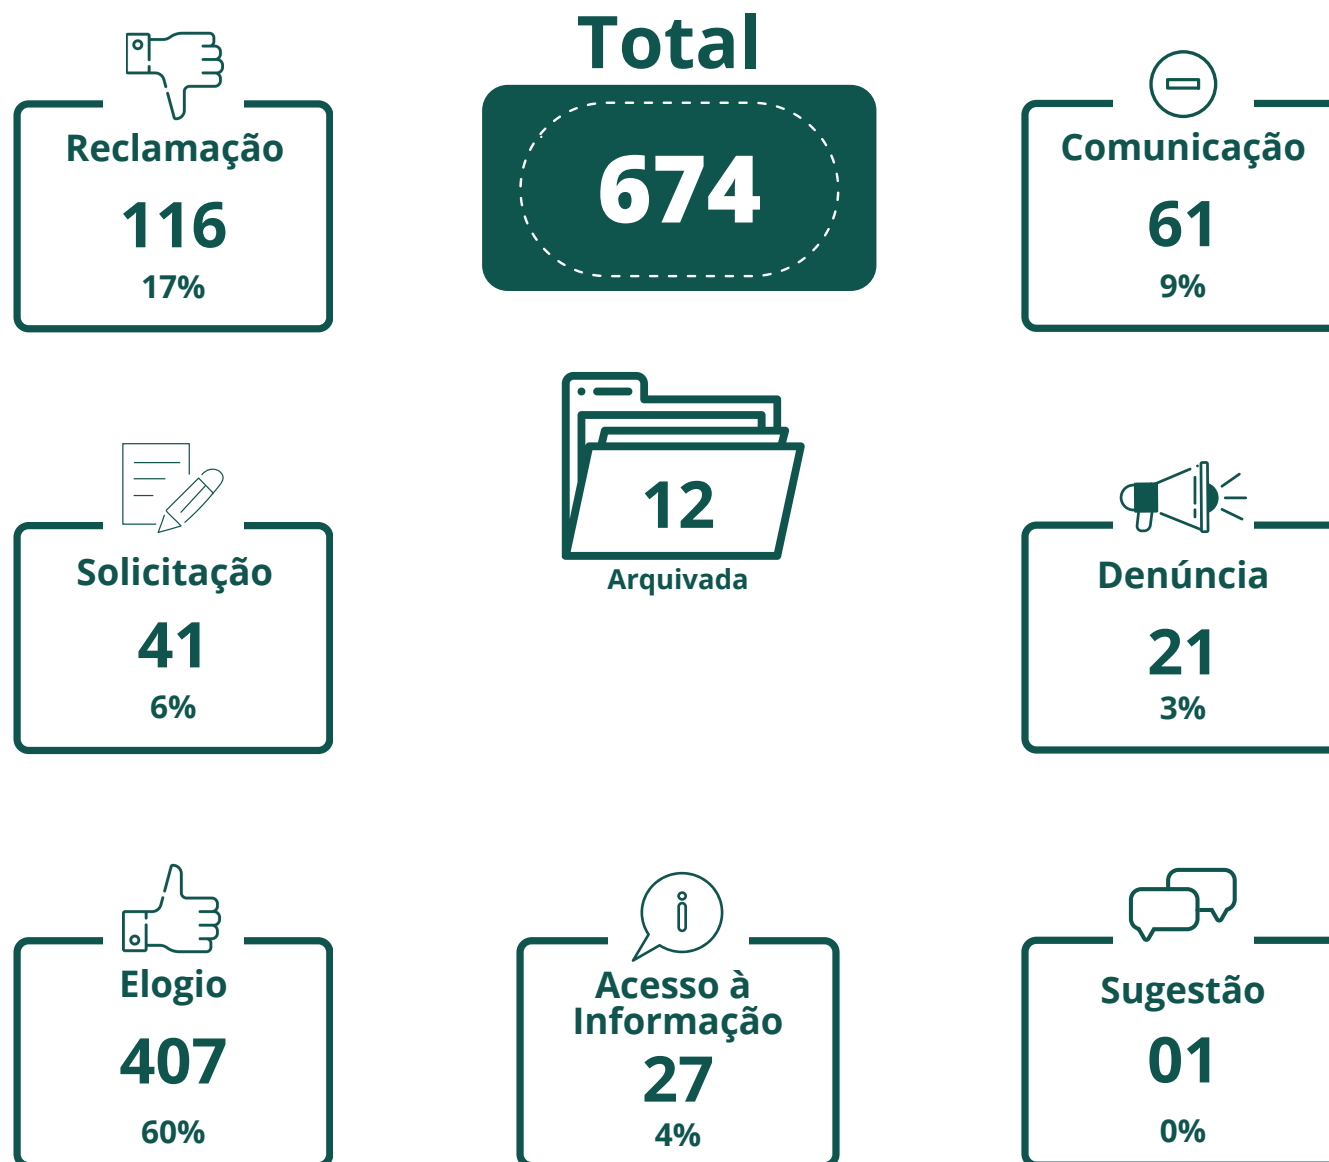 Total
674
Reclamação
116
17%
Comunicação
61
9%
12
Arquivada
Solicitação
41
6%
Denúncia
21
3%
Elogio
407
60%
Acesso à
Informação
27
4%
Sugestão
01
0%